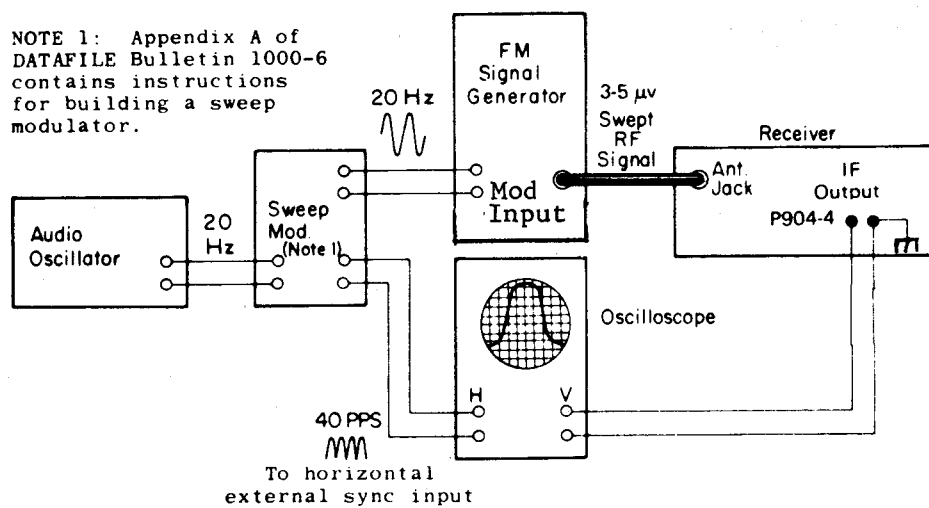 NOTE 1: Appendix A of
DATAFILE Bulletin 1000-6
contains instructions
for building a sweep
modulator.
FM
Signal
Generator
20 Hz
3-5 μv
Swept
RF
Signal
Receiver
Ant.
Jack
IF
Output
P904-4
Mod
Input
Sweep
Mod.
(Note 1)
20
Hz
Audio
Oscillator
Oscilloscope
H
V
40 PPS
To horizontal
external sync input